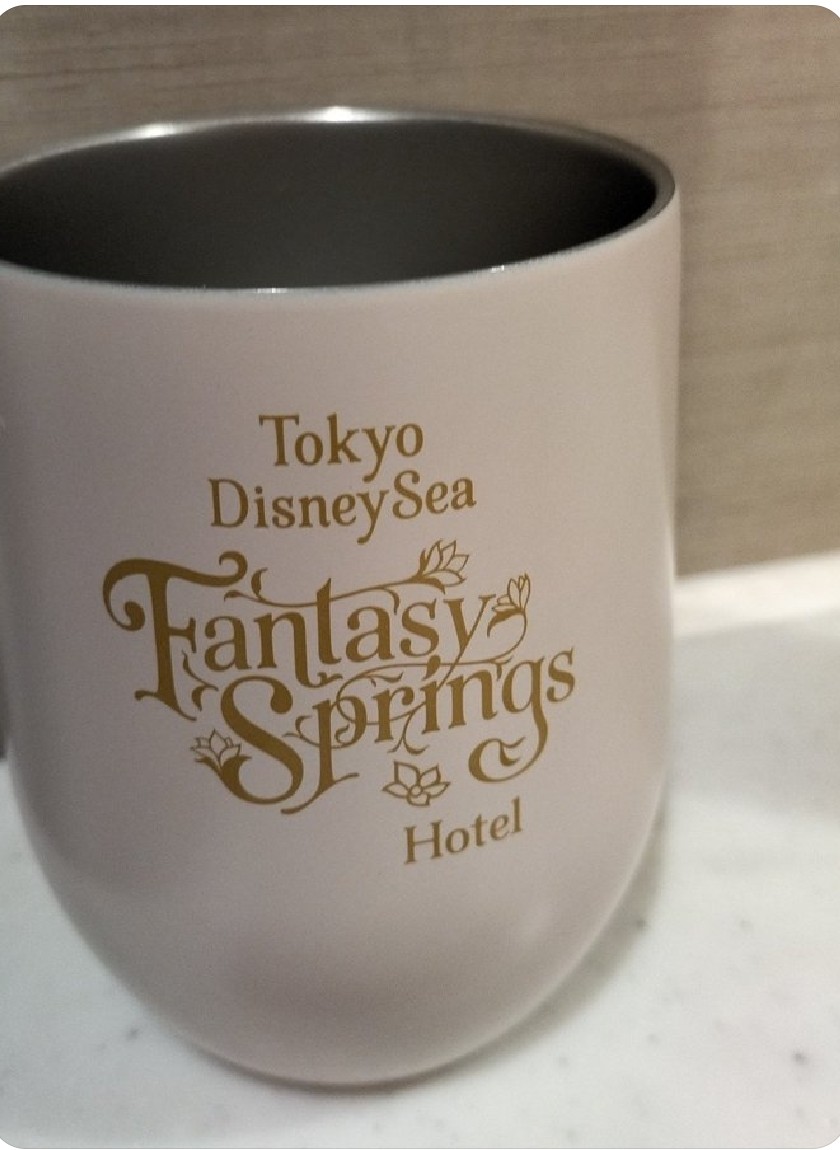 Tokyo
DisneySea
Fantasy
Springs
Hotel